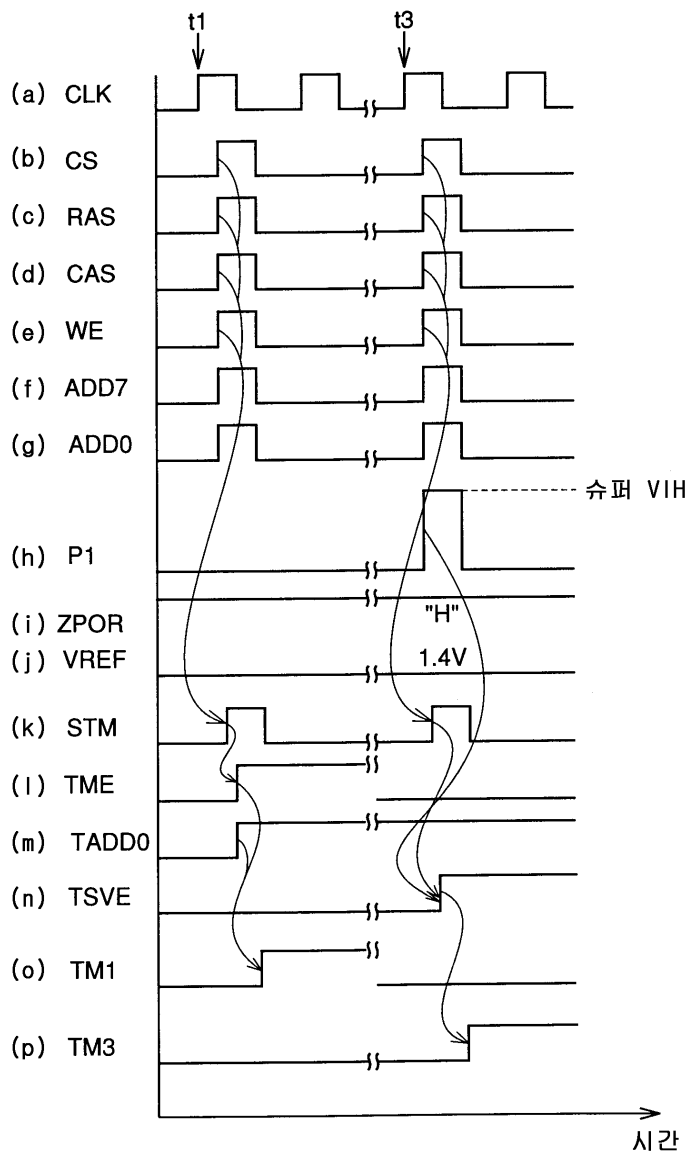 t1 t3
(a) CLK
(b) CS
(c) RAS
(d) CAS
(e) WE
(f) ADD7
(g) ADD0
슈퍼 VIH
(h) P1
"H"
(i) ZPOR
(j) VREF 1.4V
(k) STM
(l) TME
(m) TADD0
(n) TSVE
(o) TM1
(p) TM3
시간